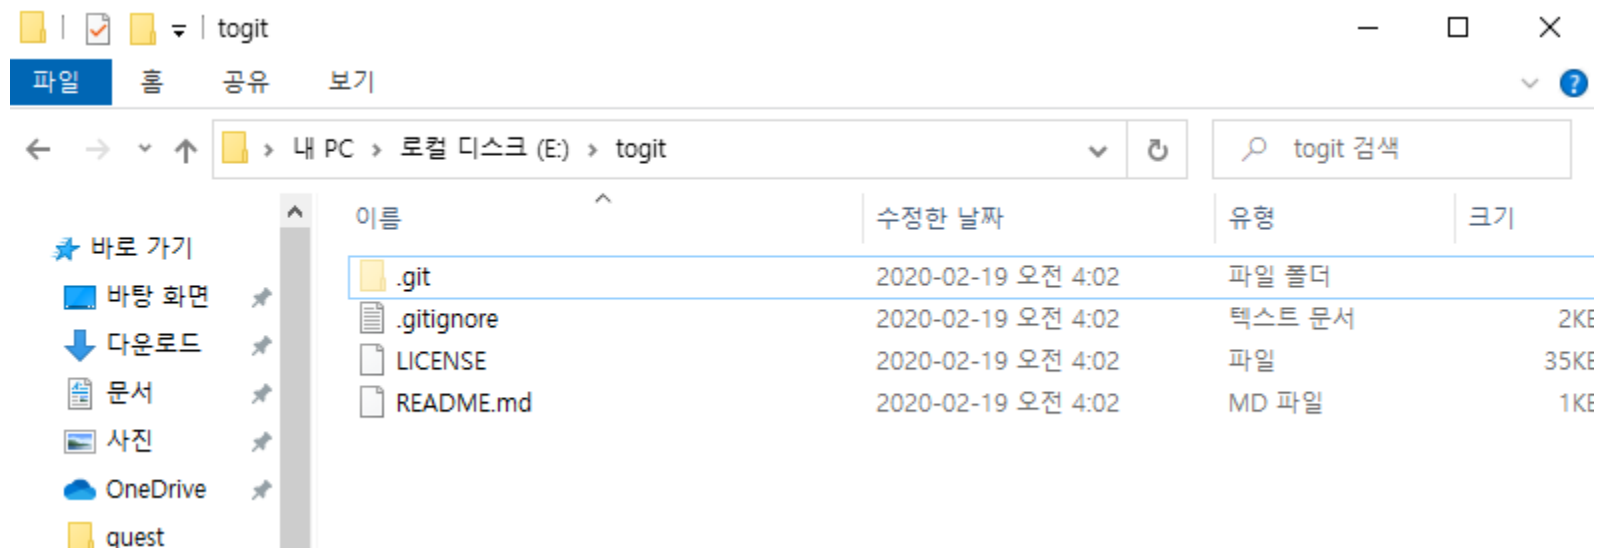 togit
파일 홈 공유 보기
내 PC > 로컬 디스크 (E:) > togit
togit 검색
바로 가기
바탕 화면
다운로드
문서
사진
OneDrive
quest
이름 수정한 날짜 유형 크기
.git 2020-02-19 오전 4:02 파일 폴더
.gitignore 2020-02-19 오전 4:02 텍스트 문서 2KB
LICENSE 2020-02-19 오전 4:02 파일 35KB
README.md 2020-02-19 오전 4:02 MD 파일 1KB